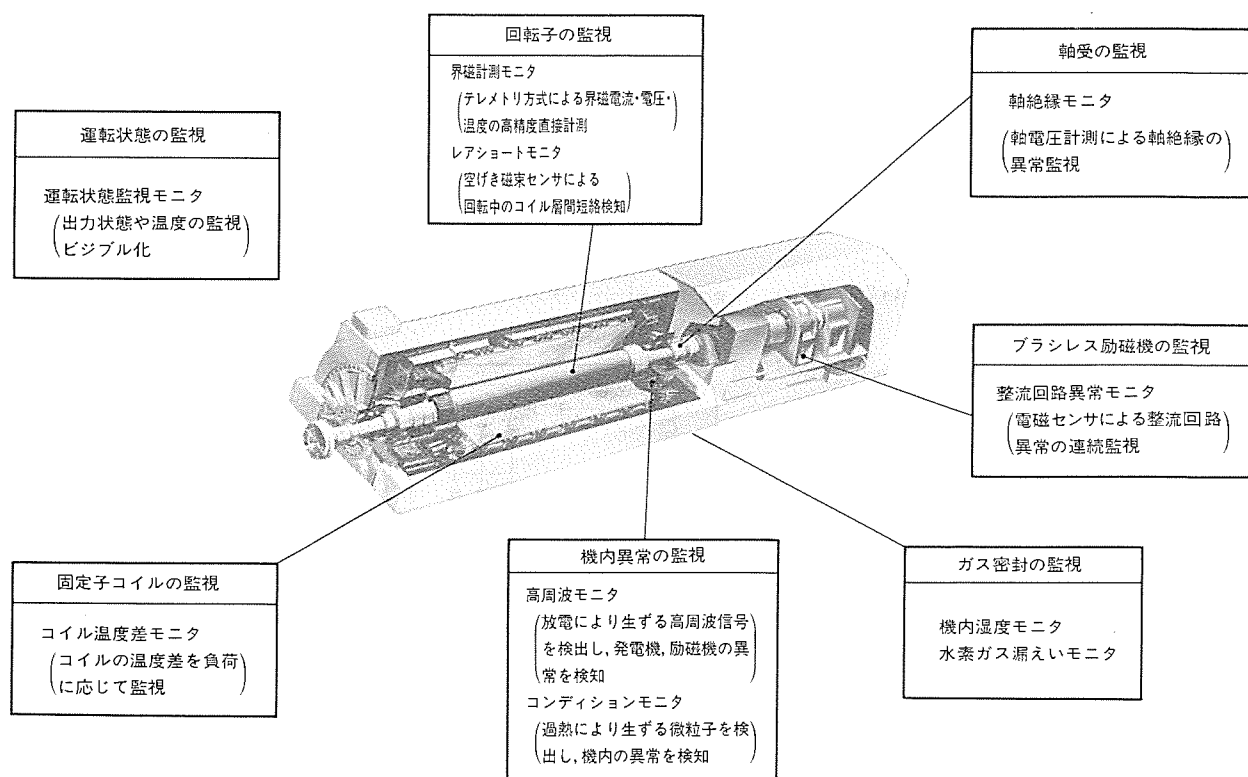 回転子の監視
界磁計測モニタ
(テレメトリ方式による界磁電流・電圧・
温度の高精度直接計測)
レアショートモニタ
(空げき磁束センサによる
回転中のコイル層間短絡検知)
軸受の監視
軸絶縁モニタ
(軸電圧計測による軸絶縁の
異常監視)
運転状態の監視
運転状態監視モニタ
(出力状態や温度の監視
ビジブル化)
ブラシレス励磁機の監視
整流回路異常モニタ
(電磁センサによる整流回路
異常の連続監視)
固定子コイルの監視
コイル温度差モニタ
(コイルの温度差を負荷
に応じて監視)
機内異常の監視
高周波モニタ
(放電により生ずる高周波信号
を検出し,発電機,励磁機の異
常を検知)
コンディションモニタ
(過熱により生ずる微粒子を検
出し,機内の異常を検知)
ガス密封の監視
機内湿度モニタ
水素ガス漏えいモニタ